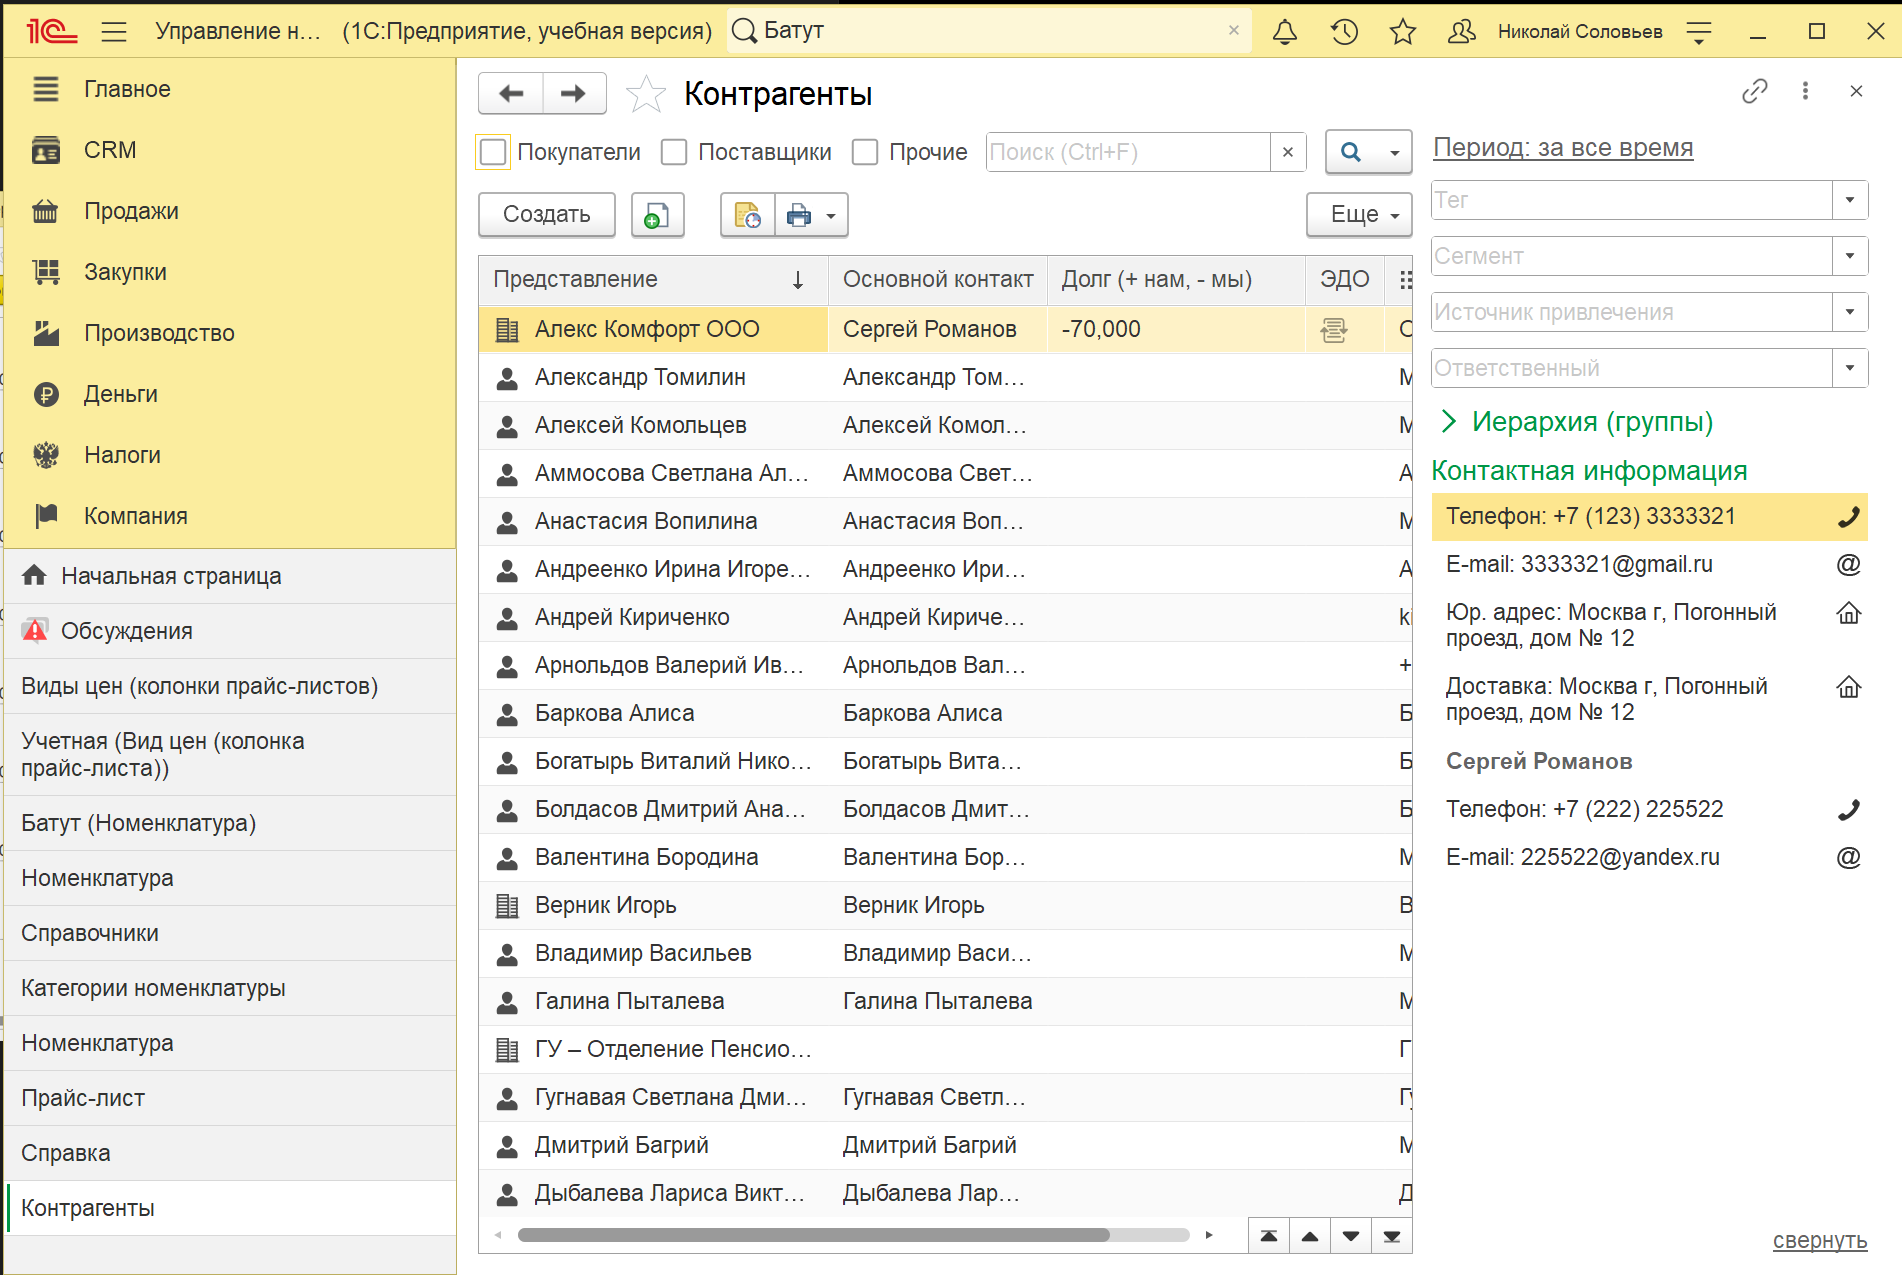 1С Управление н... (1С:Предприятие, учебная версия) Батут Николай Соловьев
Главное
CRM
Продажи
Закупки
Производство
Деньги
Налоги
Компания
Начальная страница
Обсуждения
Виды цен (колонки прайс-листов)
Учетная (Вид цен (колонка
прайс-листа))
Батут (Номенклатура)
Номенклатура
Справочники
Категории номенклатуры
Номенклатура
Прайс-лист
Справка
Контрагенты
Контрагенты
Покупатели Поставщики Прочие Поиск (Ctrl+F)
Создать Еще
Представление Основной контакт Долг (+ нам, - мы) ЭДО
Алекс Комфорт ООО Сергей Романов -70,000 С
Александр Томилин Александр Том... М
Алексей Комольцев Алексей Комол... М
Аммосова Светлана Ал... Аммосова Свет... А
Анастасия Вопилина Анастасия Воп... М
Андреенко Ирина Игоре... Андреенко Ири... А
Андрей Кириченко Андрей Кириче... ki
Арнольдов Валерий Ив... Арнольдов Вал... +
Баркова Алиса Баркова Алиса Б
Богатырь Виталий Нико... Богатырь Вита... Б
Болдасов Дмитрий Ана... Болдасов Дмит... Б
Валентина Бородина Валентина Бор... М
Верник Игорь Верник Игорь В
Владимир Васильев Владимир Васи... М
Галина Пыталева Галина Пыталева М
ГУ – Отделение Пенсио... Г
Гугнавая Светлана Дми... Гугнавая Светл... Гу
Дмитрий Багрий Дмитрий Багрий М
Дыбалева Лариса Викт... Дыбалева Лар... Д
Период: за все время
Тег
Сегмент
Источник привлечения
Ответственный
Иерархия (группы)
Контактная информация
Телефон: +7 (123) 3333321
E-mail: 3333321@gmail.ru
Юр. адрес: Москва г, Погонный
проезд, дом № 12
Доставка: Москва г, Погонный
проезд, дом № 12
Сергей Романов
Телефон: +7 (222) 225522
E-mail: 225522@yandex.ru
свернуть